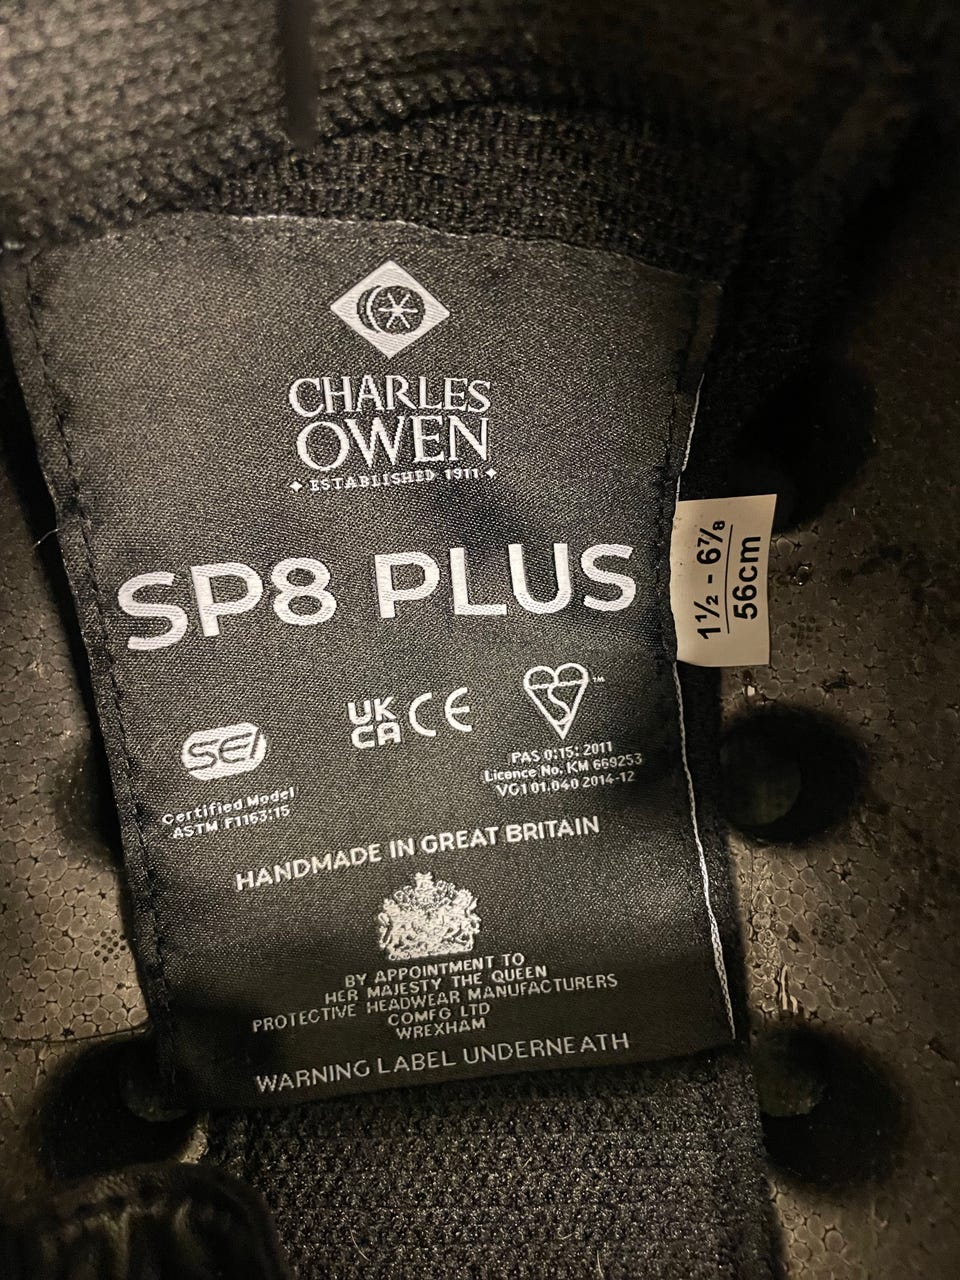 CHARLES
OWEN
ESTABLISHED 1911
SP8 PLUS
1½ - 6⅞
56cm
SEI
Certified Model
ASTM F1163:15
UK
CA CE
™
PAS 015: 2011
Licence No. KM 669253
VG1 01.040 2014-12
HANDMADE IN GREAT BRITAIN
BY APPOINTMENT TO
HER MAJESTY THE QUEEN
PROTECTIVE HEADWEAR MANUFACTURERS
COMFG LTD
WREXHAM
WARNING LABEL UNDERNEATH